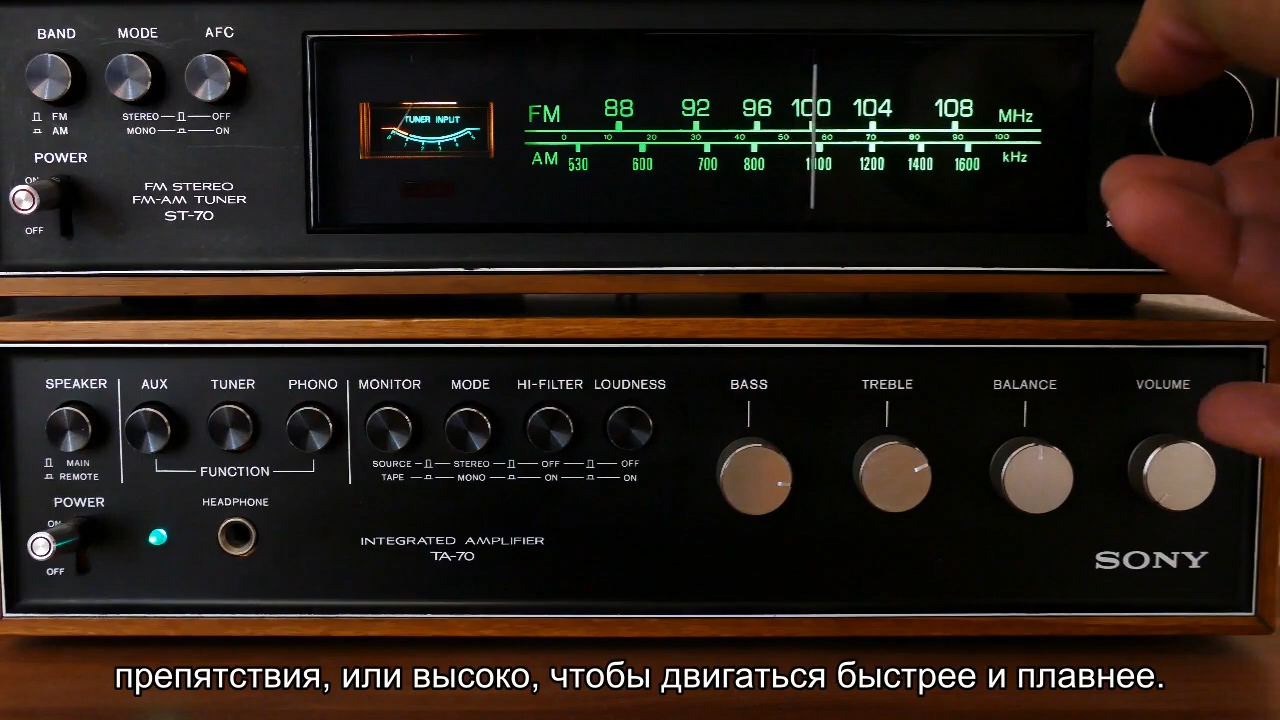 BAND MODE AFC
FM AM STEREO MONO OFF ON
POWER
ON
OFF
FM STEREO
FM-AM TUNER
ST-70
TUNER INPUT
FM 88 92 96 100 104 108 MHz
0 10 20 30 40 50 60 70 80 90 100
AM 530 600 700 800 1100 1200 1400 1600 kHz
SPEAKER AUX TUNER PHONO MONITOR MODE HI-FILTER LOUDNESS BASS TREBLE BALANCE VOLUME
MAIN SOURCE STEREO OFF OFF
REMOTE FUNCTION TAPE MONO ON ON
POWER HEADPHONE
ON
OFF
INTEGRATED AMPLIFIER
TA-70
SONY
препятствия, или высоко, чтобы двигаться быстрее и плавнее.